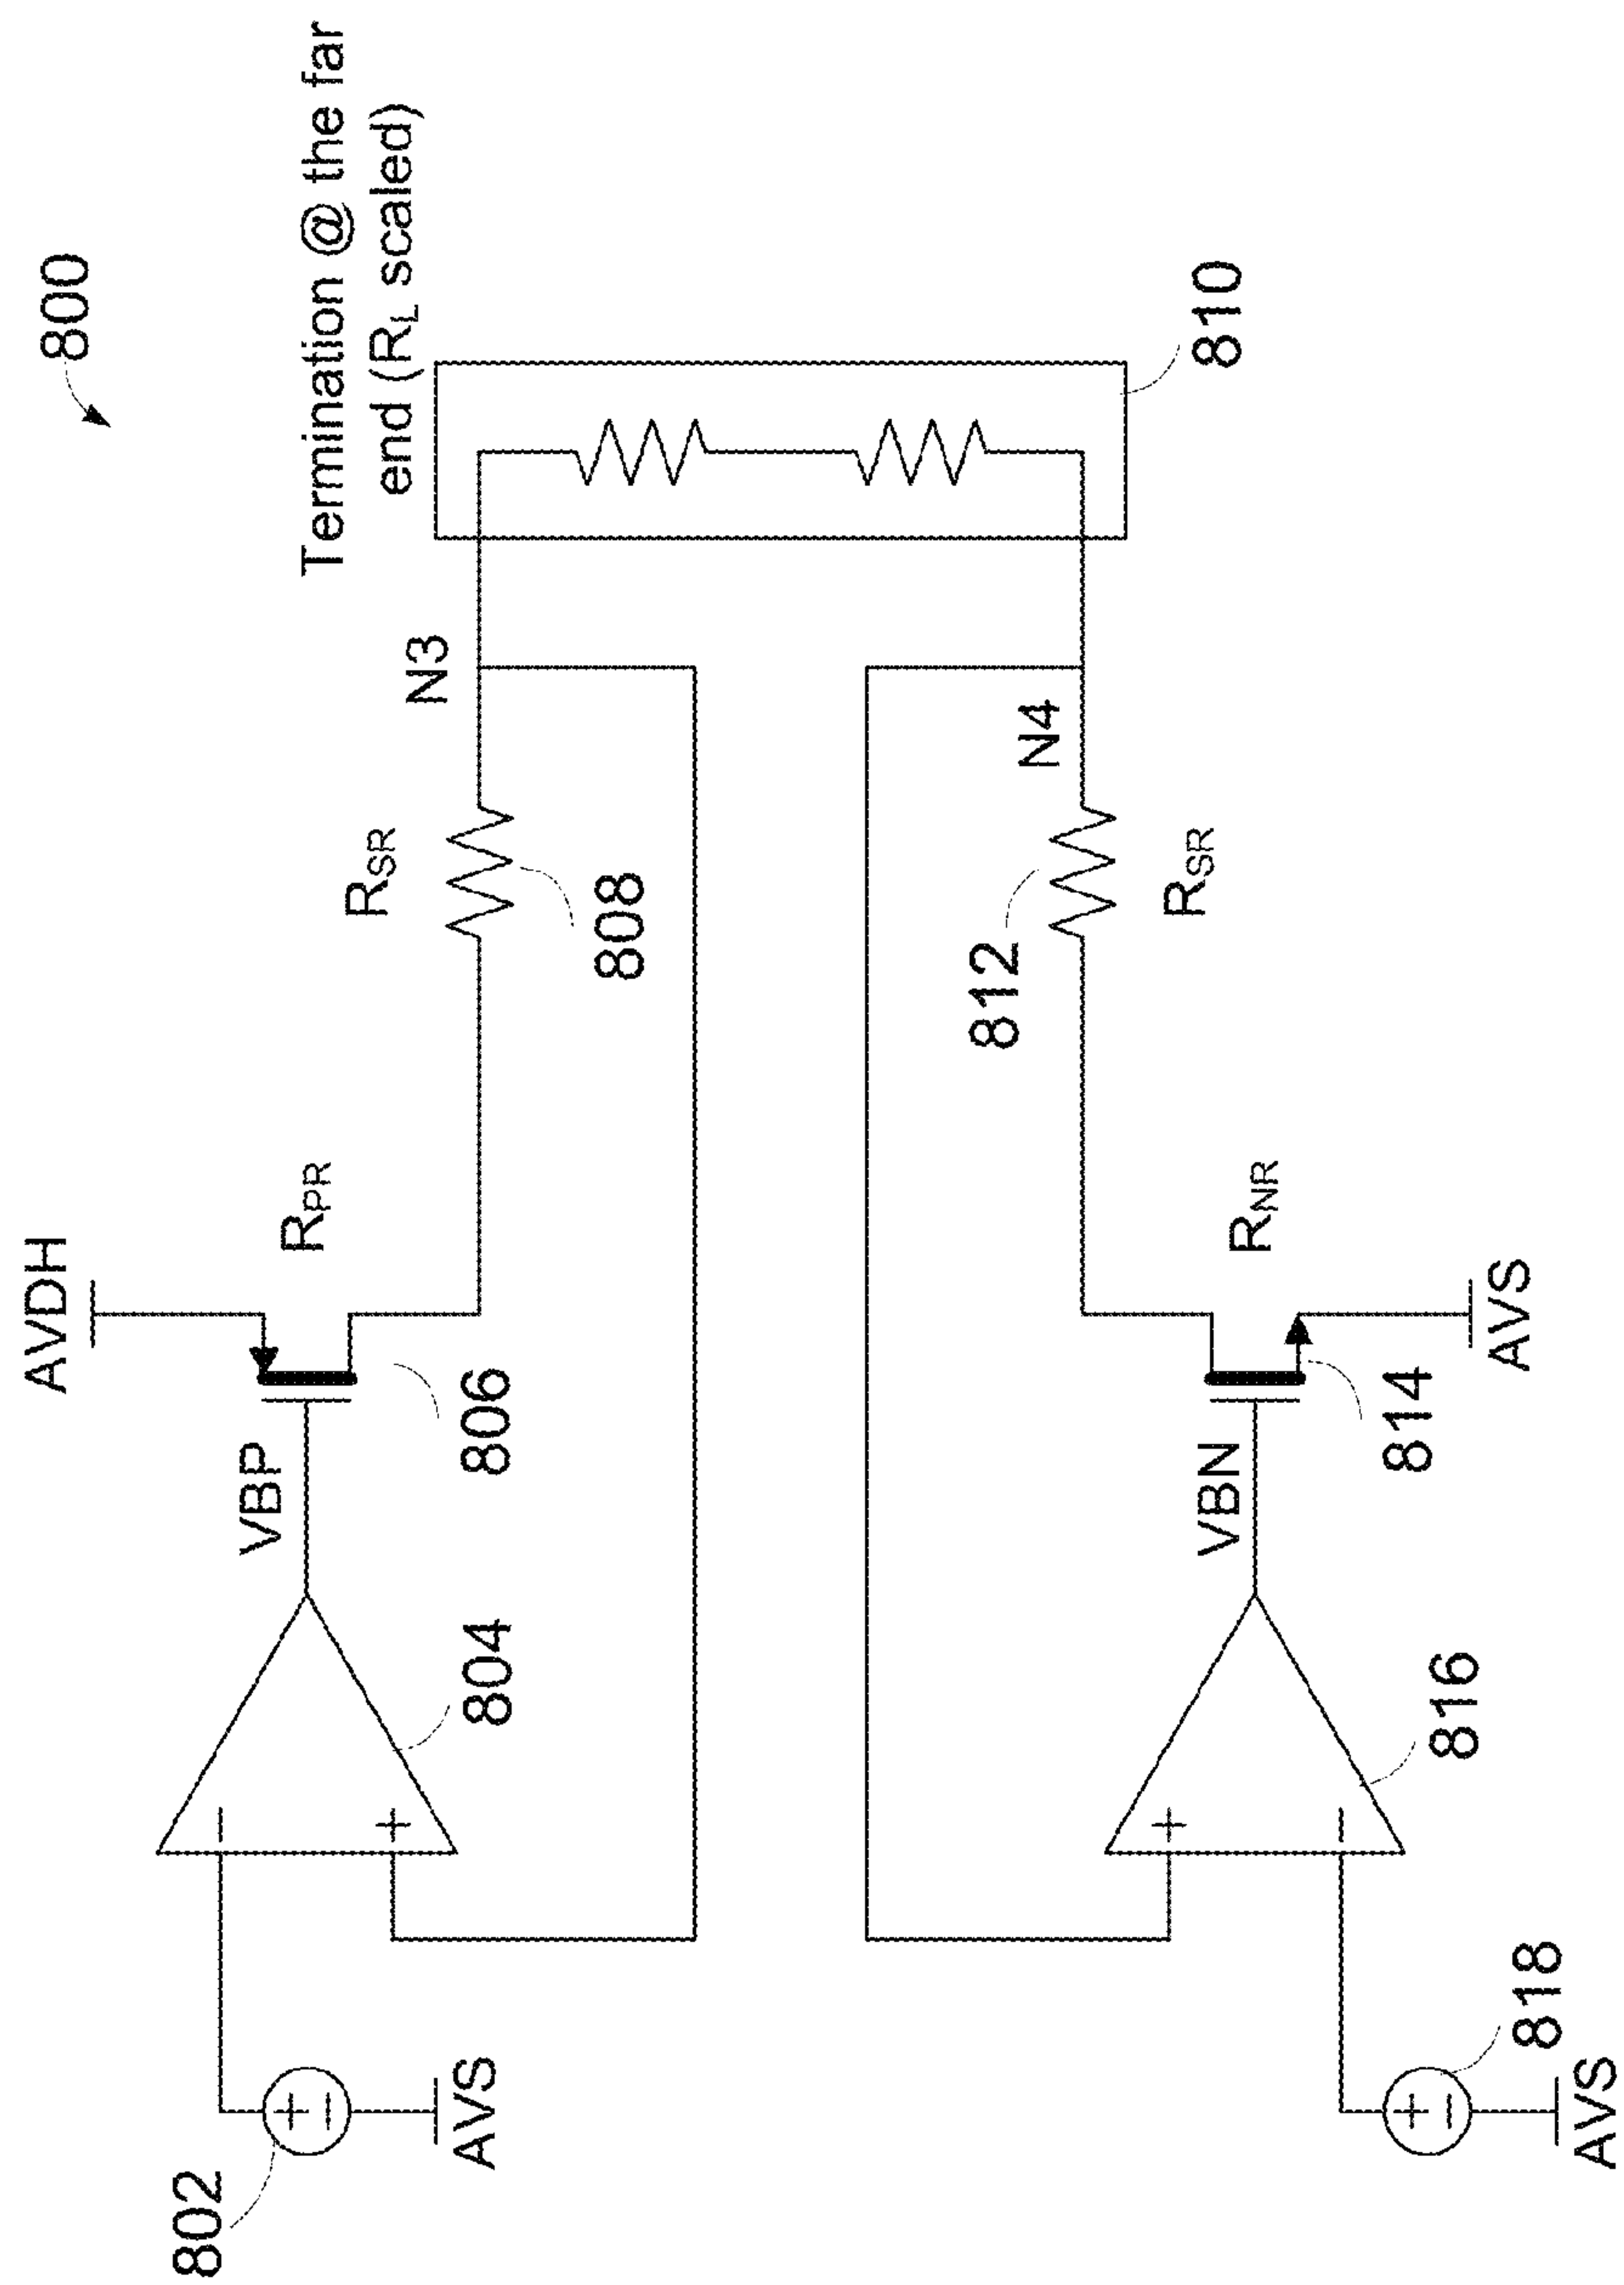 800
Termination @ the far
end (RL scaled)
AVDH
RPR
VBP
806
804
802
AVS
RSR
808
N3
810
N4
812
RSR
RNR
VBN
814
AVS
816
818
AVS
+
−
+
−
+
−
+
−